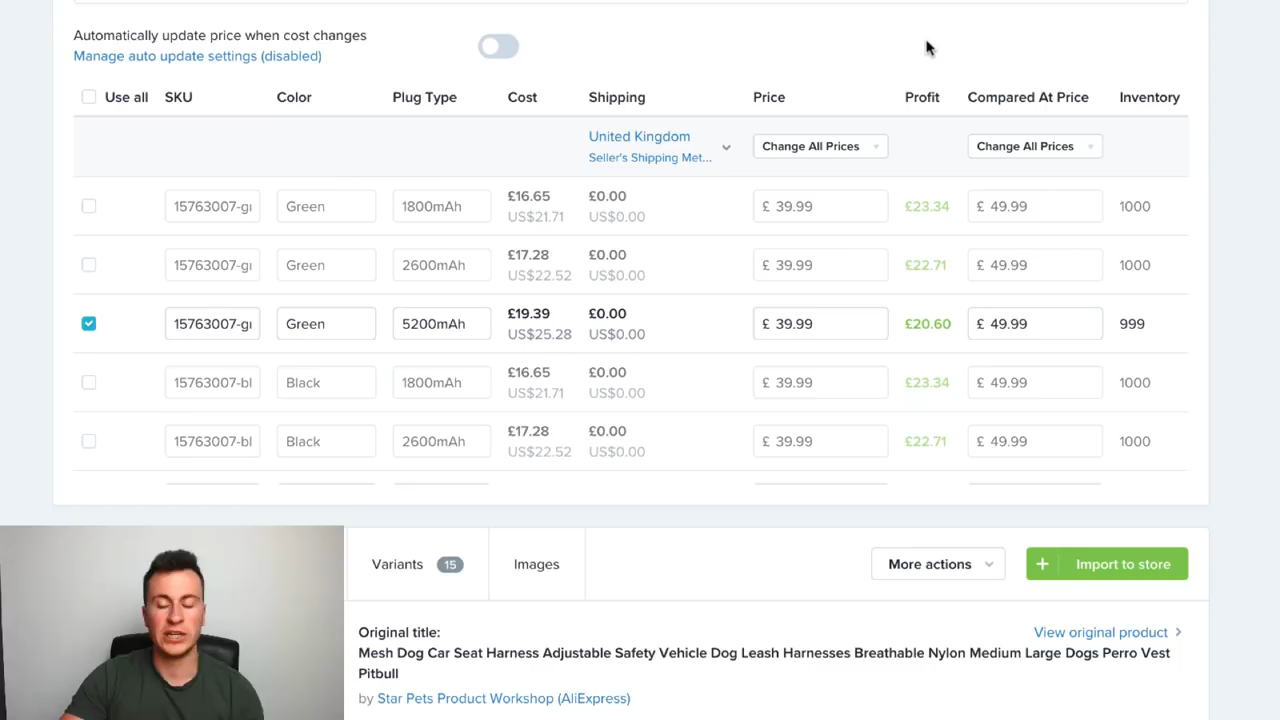 Automatically update price when cost changes
Manage auto update settings (disabled)
Use all SKU Color Plug Type Cost Shipping Price Profit Compared At Price Inventory
United Kingdom
Seller's Shipping Met... Change All Prices Change All Prices
15763007-g Green 1800mAh £16.65 £0.00 £ 39.99 £23.34 £ 49.99 1000
US$21.71 US$0.00
15763007-g Green 2600mAh £17.28 £0.00 £ 39.99 £22.71 £ 49.99 1000
US$22.52 US$0.00
15763007-g Green 5200mAh £19.39 £0.00 £ 39.99 £20.60 £ 49.99 999
US$25.28 US$0.00
15763007-bl Black 1800mAh £16.65 £0.00 £ 39.99 £23.34 £ 49.99 1000
US$21.71 US$0.00
15763007-bl Black 2600mAh £17.28 £0.00 £ 39.99 £22.71 £ 49.99 1000
US$22.52 US$0.00
Variants 15 Images More actions + Import to store
Original title: View original product
Mesh Dog Car Seat Harness Adjustable Safety Vehicle Dog Leash Harnesses Breathable Nylon Medium Large Dogs Perro Vest
Pitbull
by Star Pets Product Workshop (AliExpress)